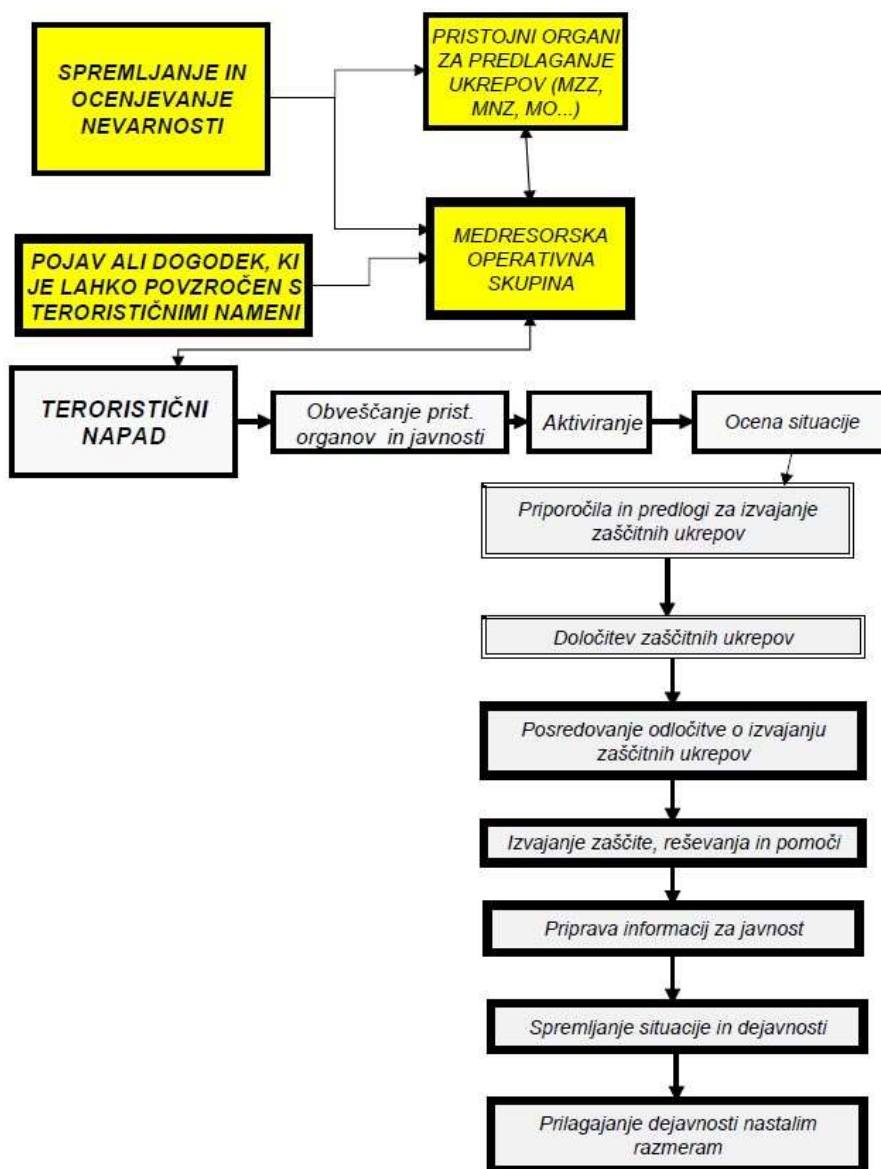 SPREMLJANJE IN
OCENJEVANJE
NEVARNOSTI
PRISTOJNI ORGANI
ZA PREDLAGANJE
UKREPOV (MZZ,
MNZ, MO...)
POJAV ALI DOGODEK, KI
JE LAHKO POVZROČEN S
TERORISTIČNIMI NAMENI
MEDRESORSKA
OPERATIVNA
SKUPINA
TERORISTIČNI
NAPAD
Obveščanje prist.
organov in javnosti
Aktiviranje
Ocena situacije
Priporočila in predlogi za izvajanje
zaščitnih ukrepov
Določitev zaščitnih ukrepov
Posredovanje odločitve o izvajanju
zaščitnih ukrepov
Izvajanje zaščite, reševanja in pomoči
Priprava informacij za javnost
Spremljanje situacije in dejavnosti
Prilagajanje dejavnosti nastalim
razmeram